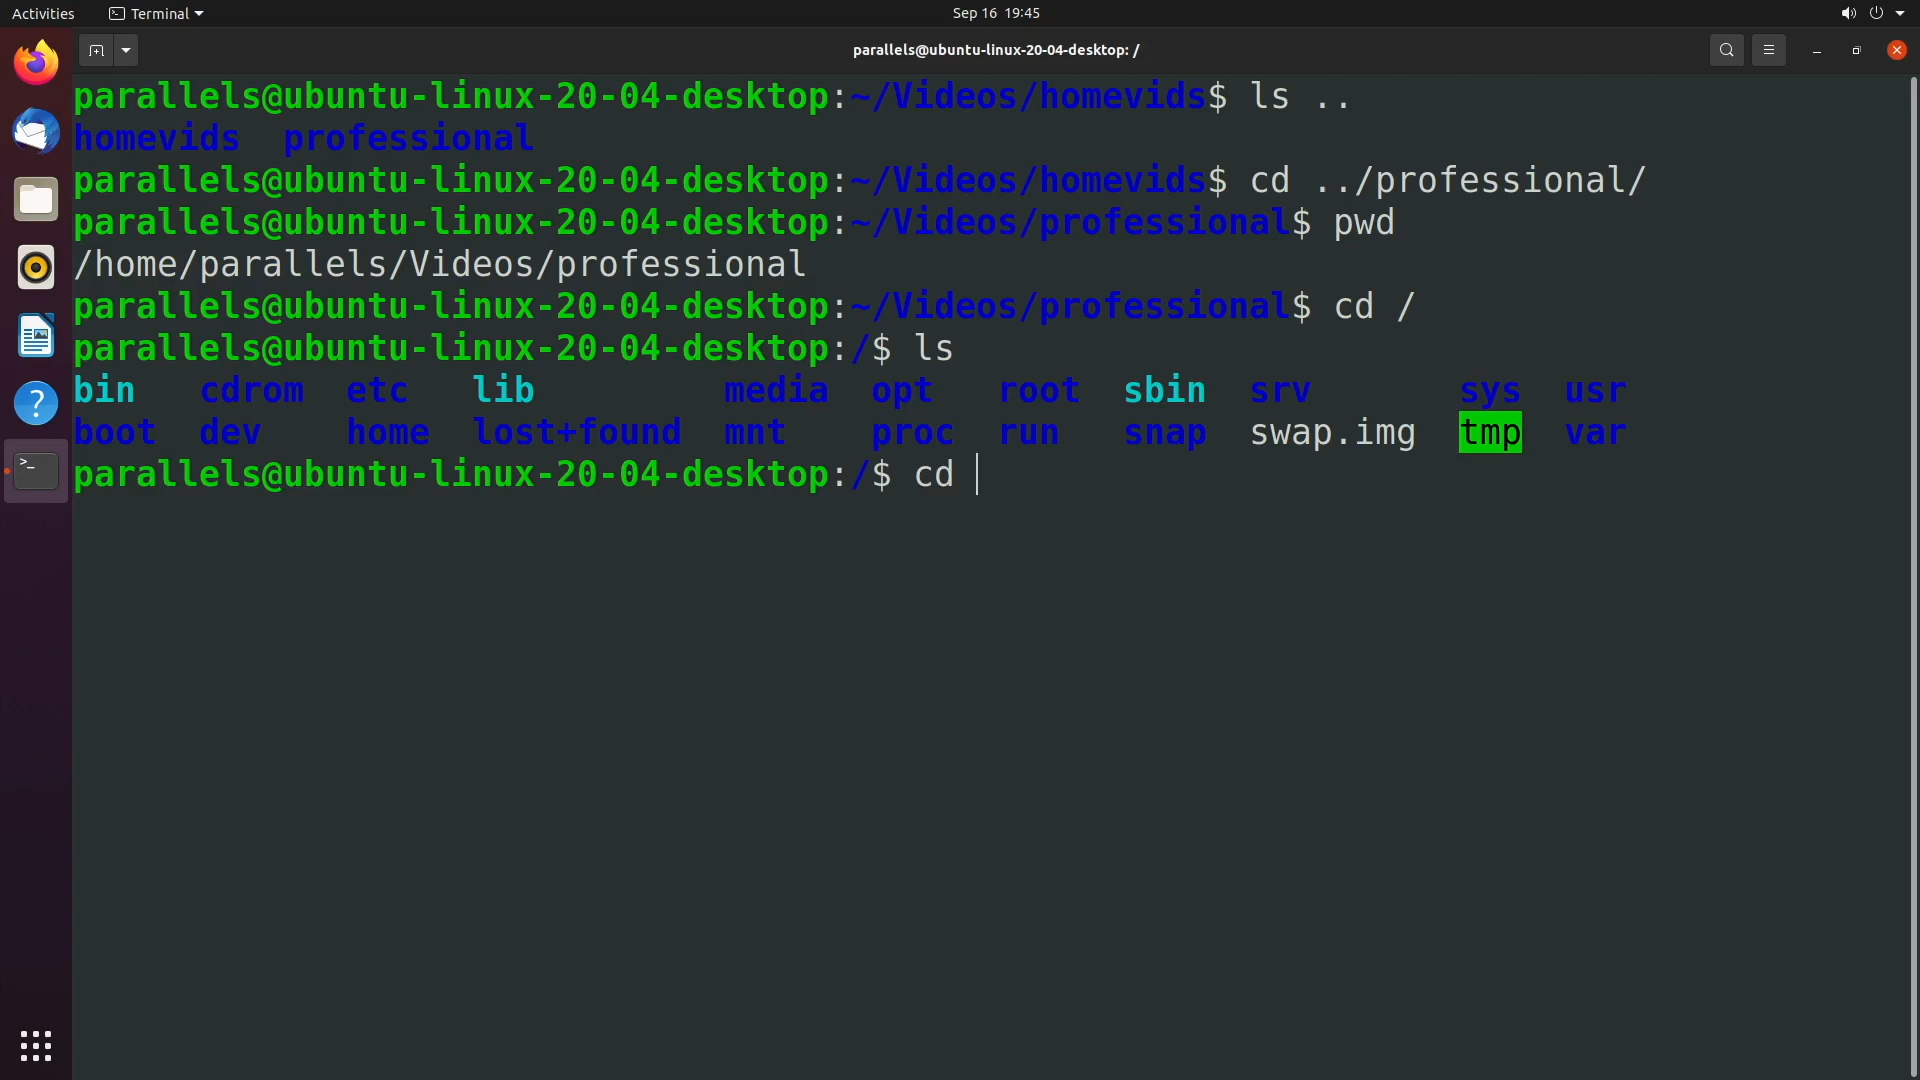 Activities Terminal Sep 16 19:45
parallels@ubuntu-linux-20-04-desktop: /
parallels@ubuntu-linux-20-04-desktop:~/Videos/homevids$ ls ..
homevids professional
parallels@ubuntu-linux-20-04-desktop:~/Videos/homevids$ cd ../professional/
parallels@ubuntu-linux-20-04-desktop:~/Videos/professional$ pwd
/home/parallels/Videos/professional
parallels@ubuntu-linux-20-04-desktop:~/Videos/professional$ cd /
parallels@ubuntu-linux-20-04-desktop:/$ ls
bin cdrom etc lib media opt root sbin srv sys usr
boot dev home lost+found mnt proc run snap swap.img tmp var
parallels@ubuntu-linux-20-04-desktop:/$ cd